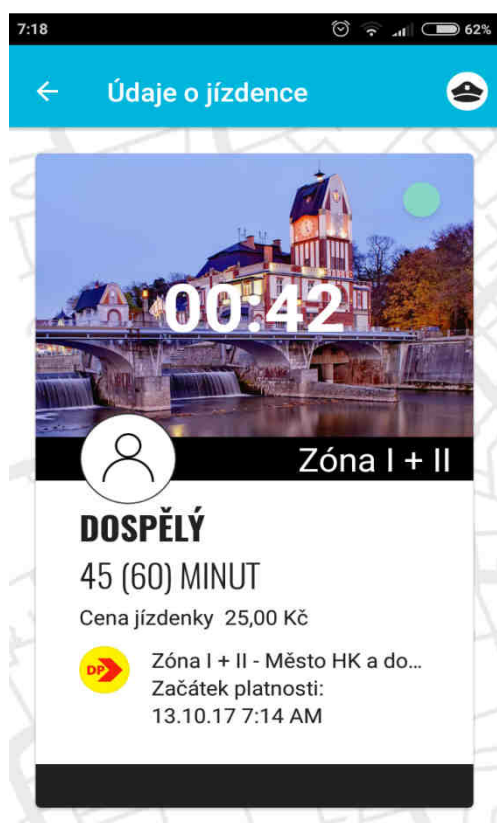 7:18 62%
Údaje o jízdence
00:42
Zóna I + II
DOSPĚLÝ
45 (60) MINUT
Cena jízdenky 25,00 Kč
DP
Zóna I + II - Město HK a do...
Začátek platnosti:
13.10.17 7:14 AM